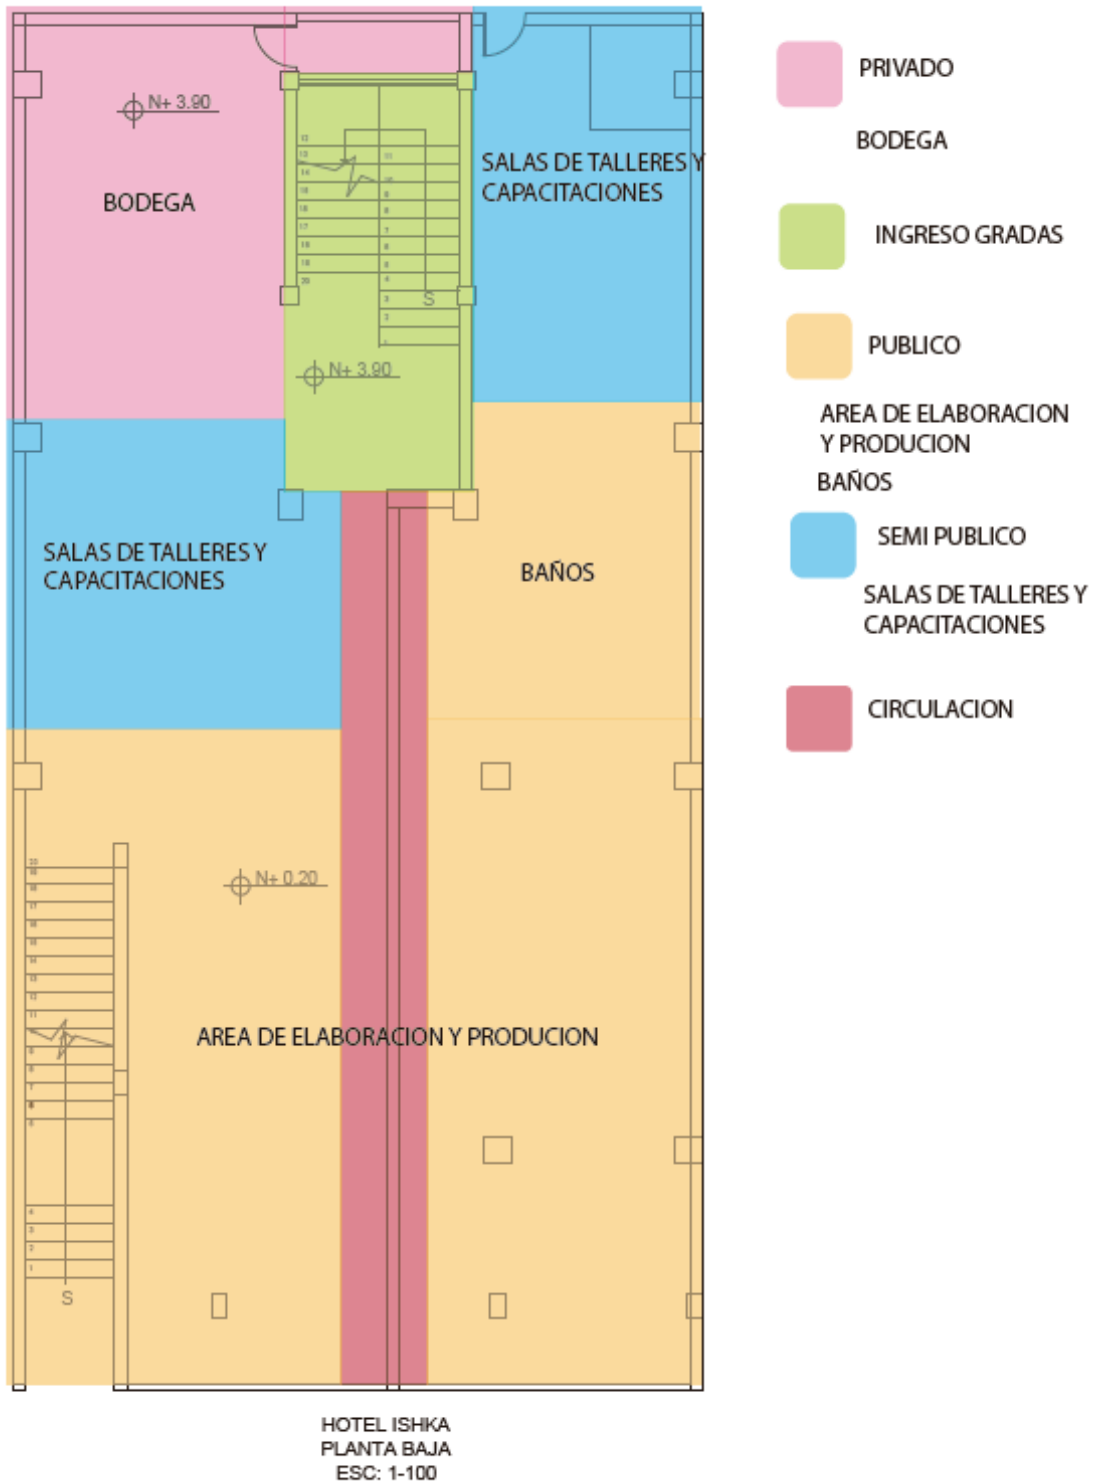 N+ 3.90
BODEGA
SALAS DE TALLERES Y
CAPACITACIONES
S
N+ 3.90
SALAS DE TALLERES Y
CAPACITACIONES
BAÑOS
N+ 0.20
AREA DE ELABORACION Y PRODUCION
S
HOTEL ISHKA
PLANTA BAJA
ESC: 1-100
PRIVADO
BODEGA
INGRESO GRADAS
PUBLICO
AREA DE ELABORACION
Y PRODUCION
BAÑOS
SEMI PUBLICO
SALAS DE TALLERES Y
CAPACITACIONES
CIRCULACION